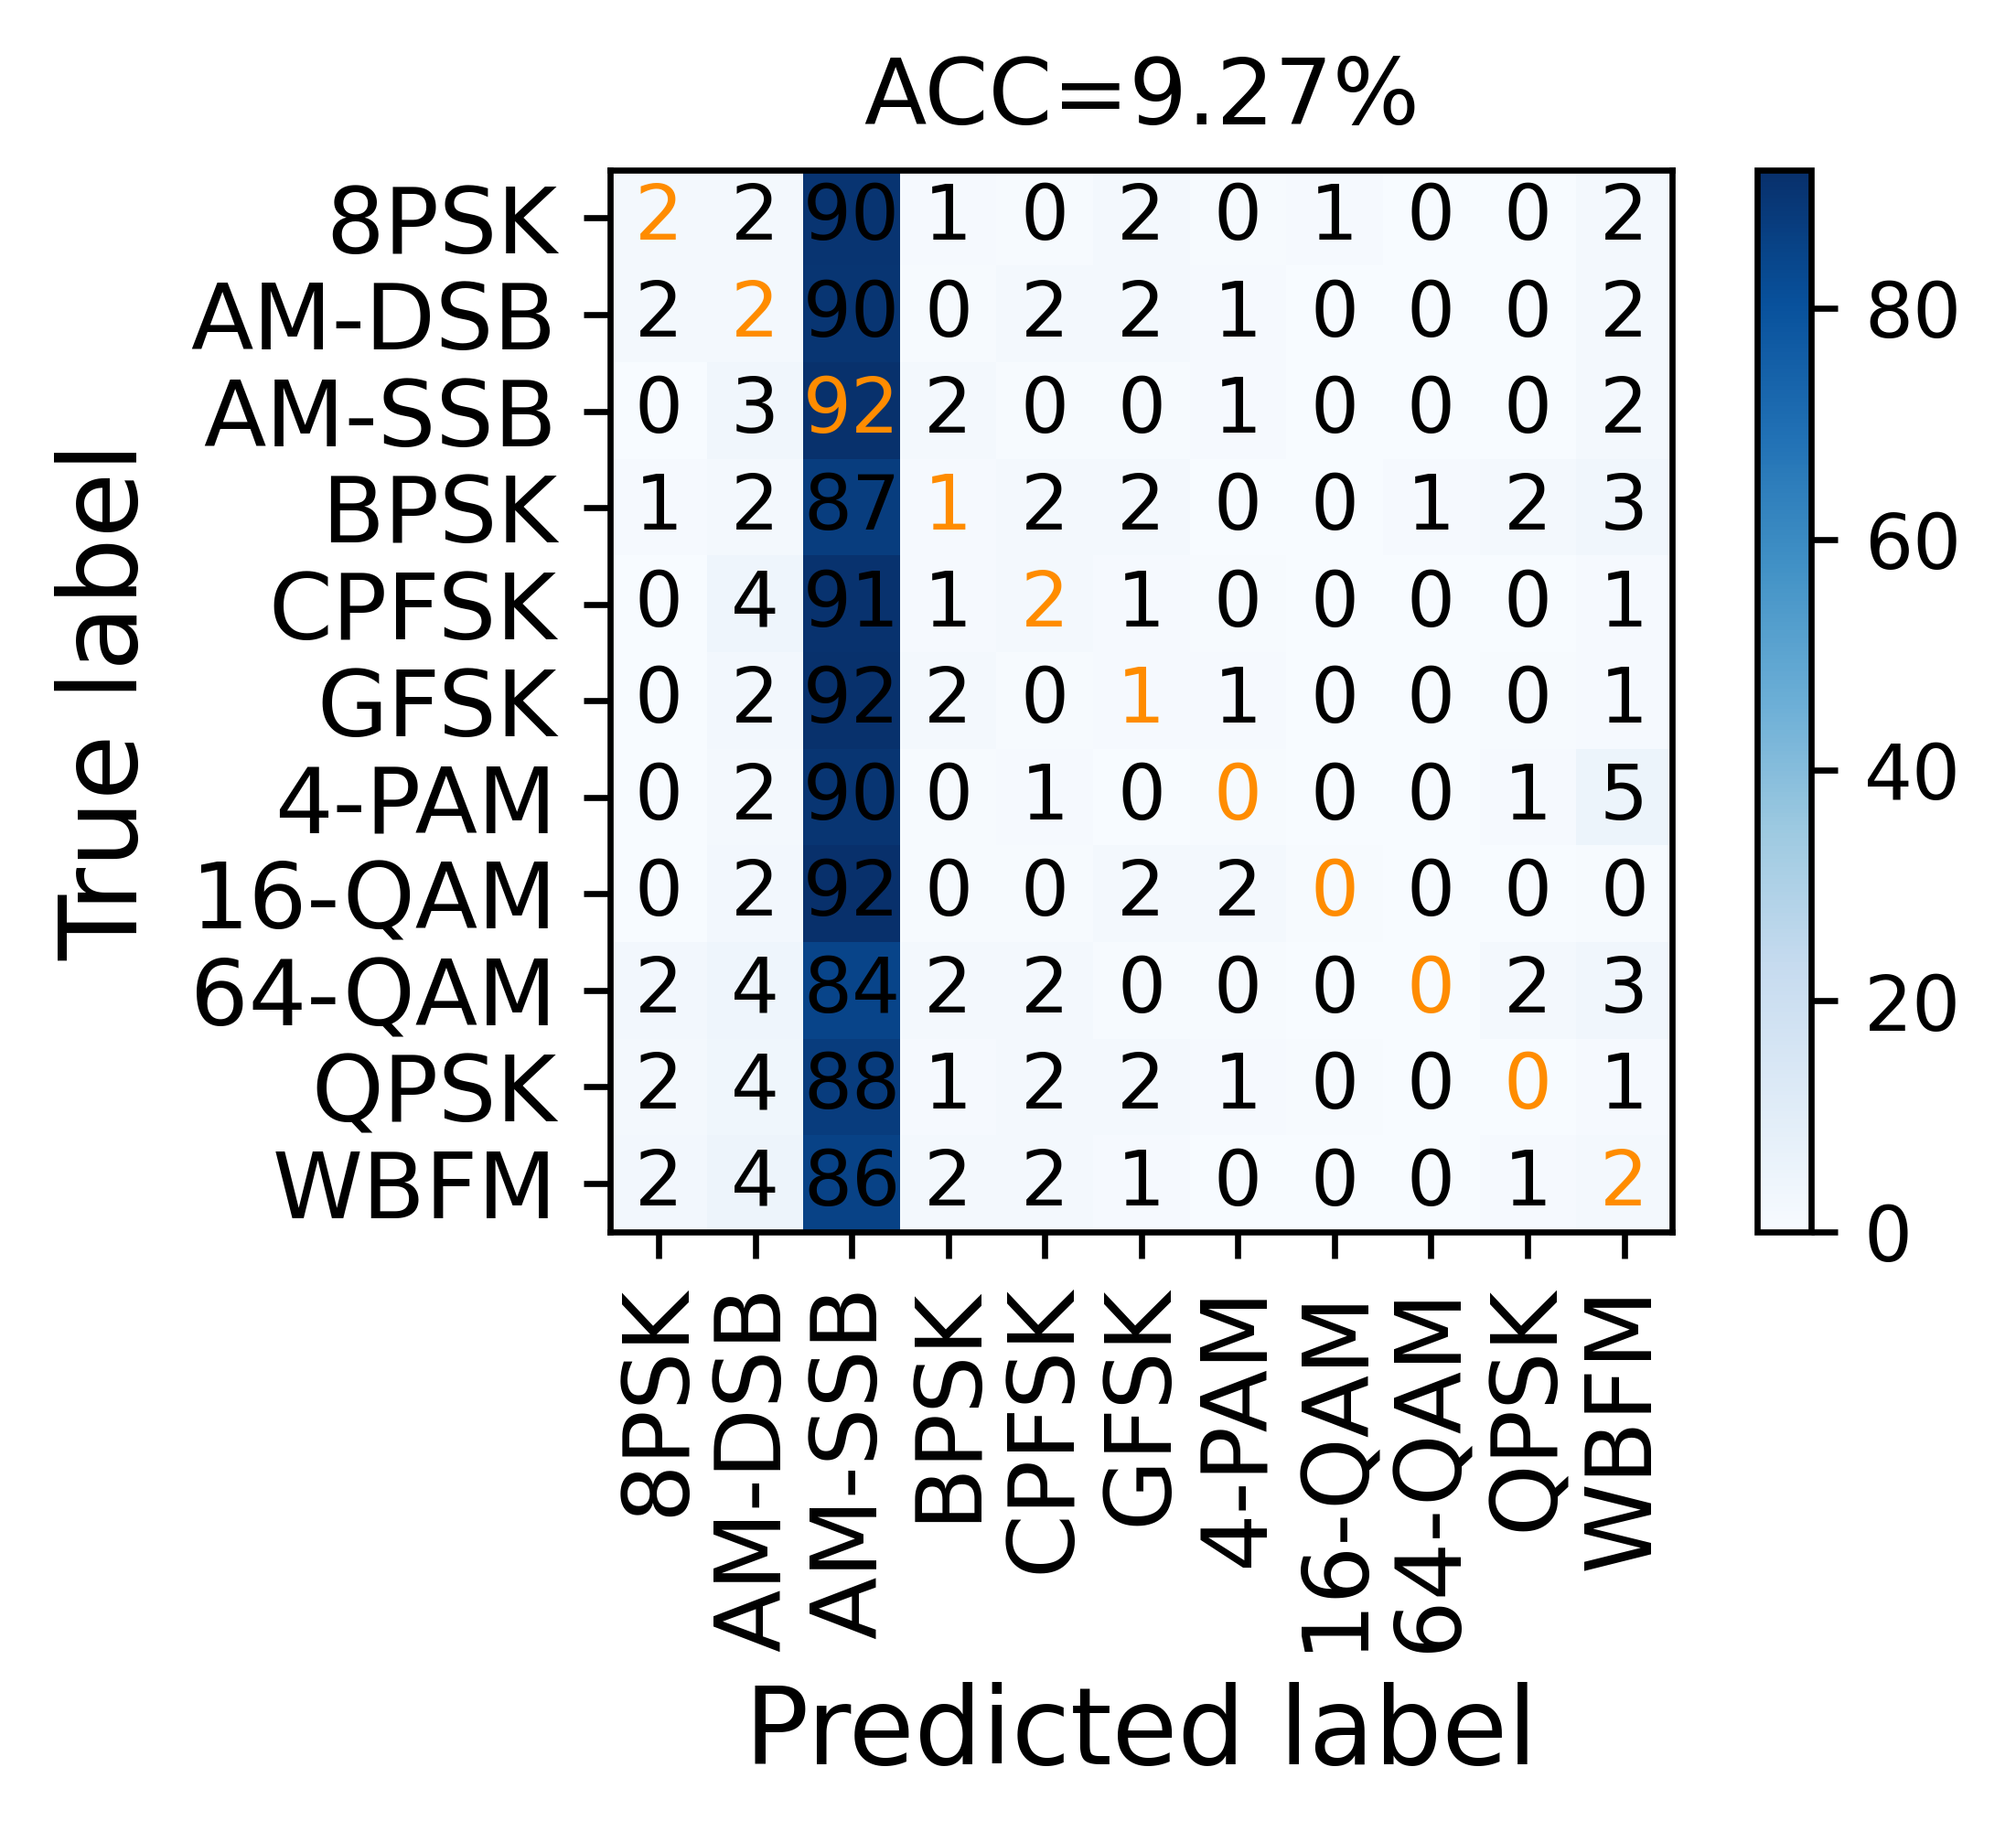 ACC=9.27%
True label
8PSK 2 2 90 1 0 2 0 1 0 0 2
AM-DSB 2 2 90 0 2 2 1 0 0 0 2
AM-SSB 0 3 92 2 0 0 1 0 0 0 2
BPSK 1 2 87 1 2 2 0 0 1 2 3
CPFSK 0 4 91 1 2 1 0 0 0 0 1
GFSK 0 2 92 2 0 1 1 0 0 0 1
4-PAM 0 2 90 0 1 0 0 0 0 1 5
16-QAM 0 2 92 0 0 2 2 0 0 0 0
64-QAM 2 4 84 2 2 0 0 0 0 2 3
QPSK 2 4 88 1 2 2 1 0 0 0 1
WBFM 2 4 86 2 2 1 0 0 0 1 2
8PSK
AM-DSB
AM-SSB
BPSK
CPFSK
GFSK
4-PAM
16-QAM
64-QAM
QPSK
WBFM
Predicted label
80
60
40
20
0